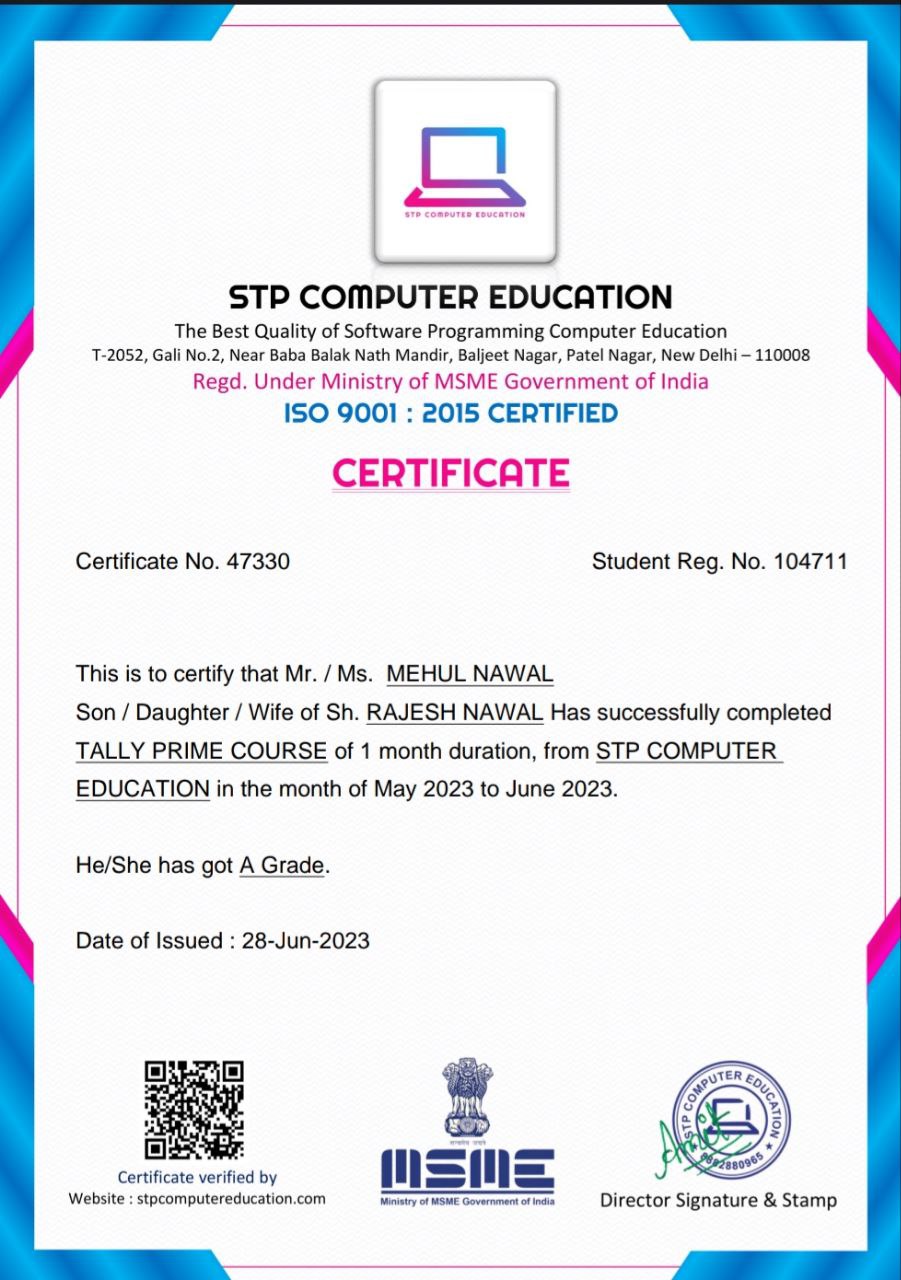 STP COMPUTER EDUCATION
STP COMPUTER EDUCATION
The Best Quality of Software Programming Computer Education
T-2052, Gali No.2, Near Baba Balak Nath Mandir, Baljeet Nagar, Patel Nagar, New Delhi – 110008
Regd. Under Ministry of MSME Government of India
ISO 9001 : 2015 CERTIFIED
CERTIFICATE
Certificate No. 47330 Student Reg. No. 104711
This is to certify that Mr. / Ms. MEHUL NAWAL
Son / Daughter / Wife of Sh. RAJESH NAWAL Has successfully completed
TALLY PRIME COURSE of 1 month duration, from STP COMPUTER
EDUCATION in the month of May 2023 to June 2023.
He/She has got A Grade.
Date of Issued : 28-Jun-2023
Certificate verified by
Website : stpcomputereducation.com
सत्यमेव जयते
MSME
Ministry of MSME Government of India
STP COMPUTER EDUCATION
Director Signature & Stamp